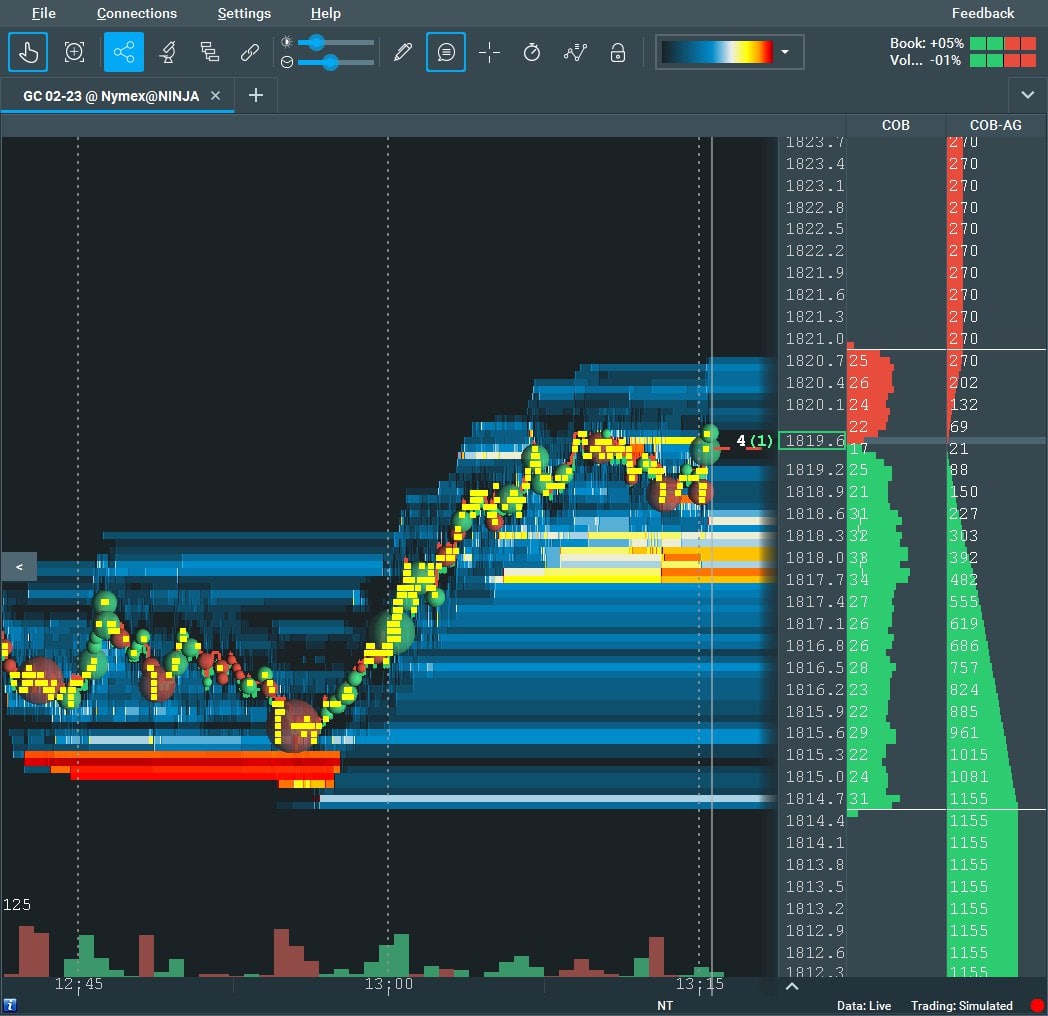 File Connections Settings Help Feedback
Book: +05%
Vol... -01%
GC 02-23 @ Nymex@NINJA × +
COB COB-AG
1823.7 270
1823.4 270
1823.1 270
1822.8 270
1822.5 270
1822.2 270
1821.9 270
1821.6 270
1821.3 270
1821.0 270
1820.7 25 270
1820.4 26 202
1820.1 24 132
22 69
4 (1) 1819.6
17 21
1819.2 25 88
1818.9 21 150
1818.6 31 227
1818.3 32 303
1818.0 33 392
<
1817.7 34 482
1817.4 27 555
1817.1 26 619
1816.8 26 686
1816.5 28 757
1816.2 23 824
1815.9 22 885
1815.6 29 961
1815.3 22 1015
1815.0 24 1081
1814.7 31 1155
1814.4 1155
1814.1 1155
1813.8 1155
1813.5 1155
125
1813.2 1155
1812.9 1155
1812.6 1155
1812.3 1155
12:45 13:00 13:15
NT Data: Live Trading: Simulated